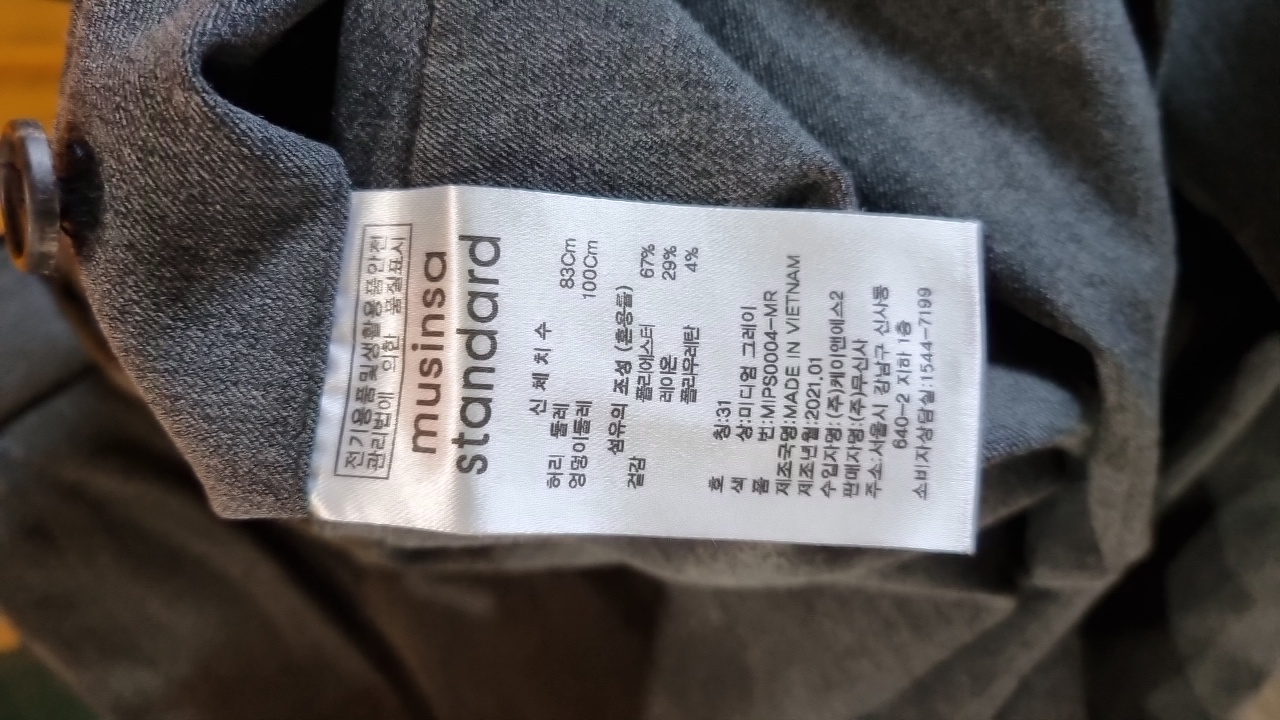 전기용품및생활용품안전
관리법에 의한 품질표시
musinsa
standard
신 체 치 수
허리 둘레 83Cm
엉덩이둘레 100Cm
섬유의 조성 (혼용률)
겉감 폴리에스터 67%
레이온 29%
폴리우레탄 4%
호 칭:31
색 상:미디엄 그레이
품 번:MIPS0004-MR
제조국명:MADE IN VIETNAM
제조년월:2021.01
수입자명:(주)케이앤에스2
판매자명:(주)무신사
주소:서울시 강남구 신사동
640-2 지하 1층
소비자상담실:1544-7199